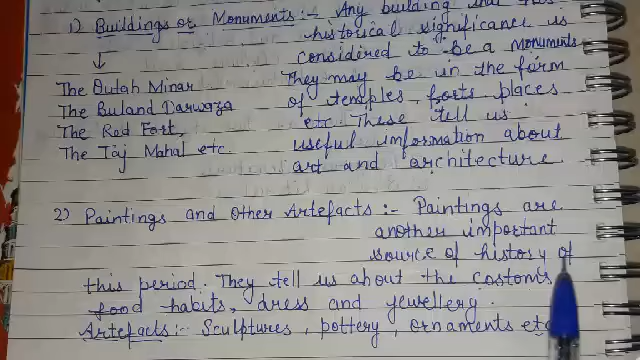 1) Buildings or Monuments :- Any building that has
historical significance is
↓ considered to be a Monuments
The Qutab Minar They may be in the form
The Buland Darwaza of temples, forts places
The Red Fort, etc. These tell us
The Taj Mahal etc. useful information about
art and architecture
2) Paintings and Other Artefacts :- Paintings are
another important
source of history of
this period. They tell us about the costoms
food habits, dress and jewellery.
Artefacts :- Sculptures, pottery, ornaments etc